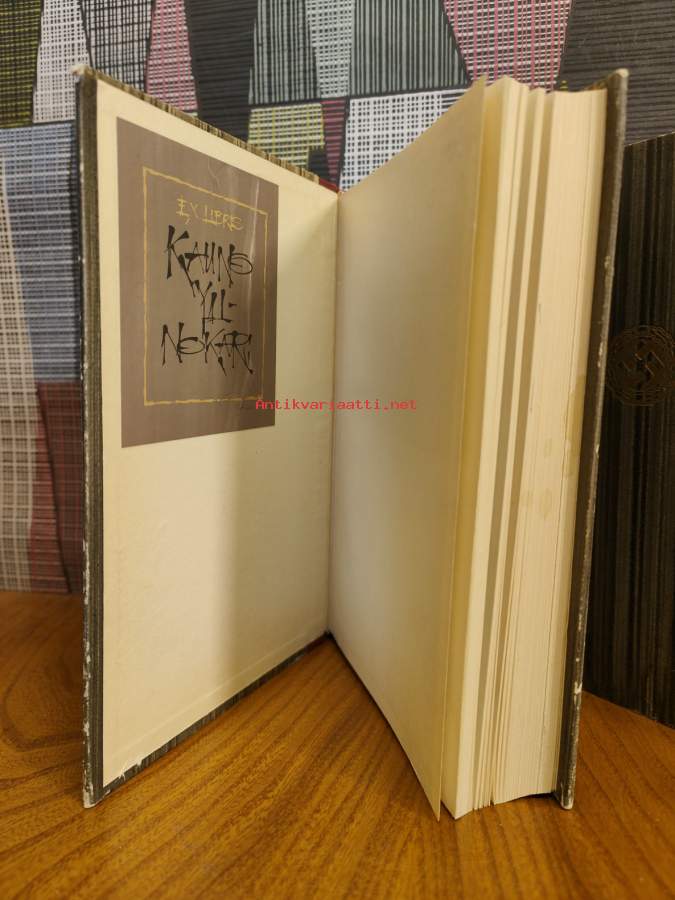 EX LIBRIS
KAUNO
YLI-
NOKARI
Antikvariaatti.net